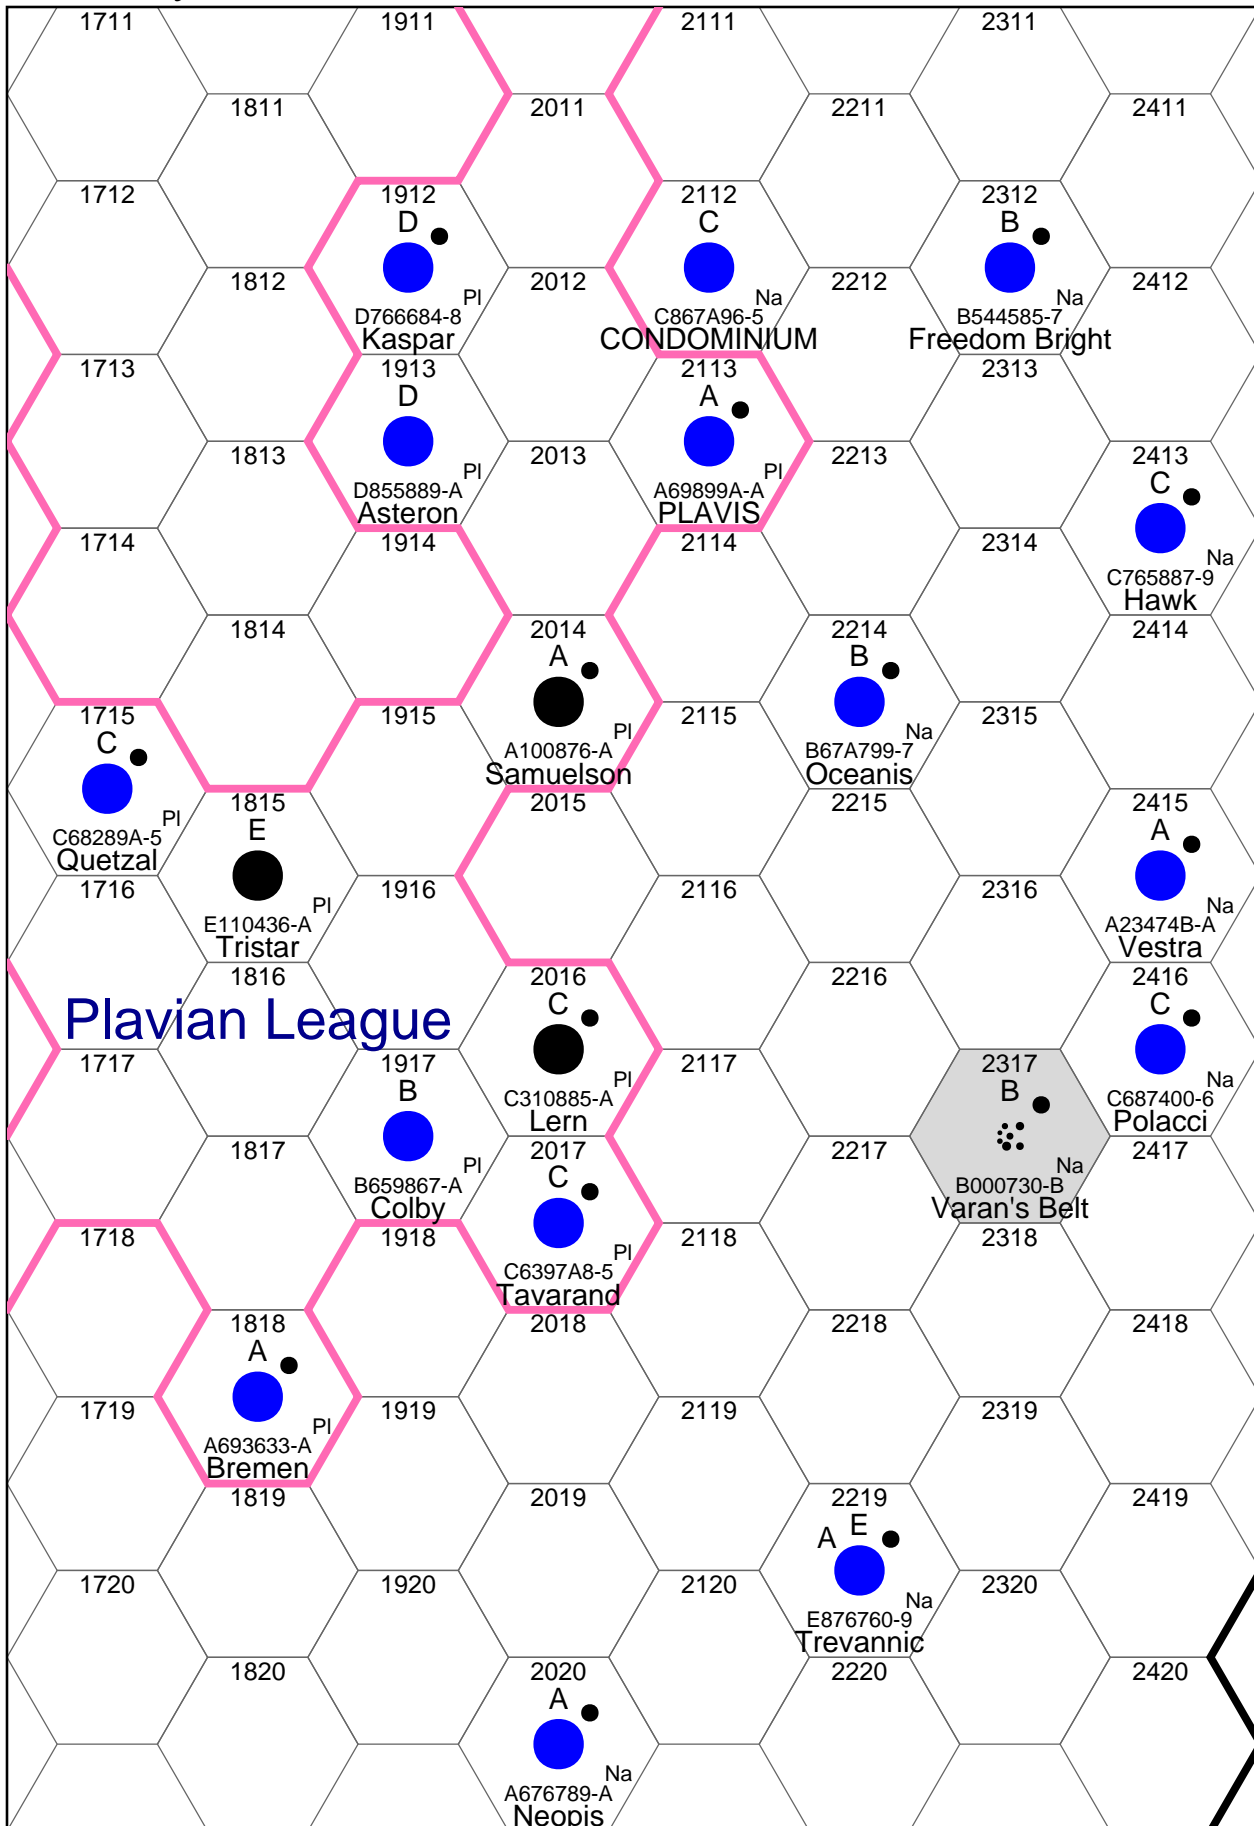 1711
1911
2111
2311
1811
2011
2211
2411
1712
1912
D
Pl
D766684-8
Kaspar
2112
C
Na
C867A96-5
CONDOMINIUM
2312
B
Na
B544585-7
Freedom Bright
1812
2012
2212
2412
1713
1913
D
Pl
D855889-A
Asteron
2113
A
Pl
A69899A-A
PLAVIS
2313
1813
2013
2213
2413
C
Na
C765887-9
Hawk
1714
1914
2114
2314
1814
2014
A
Pl
A100876-A
Samuelson
2214
B
Na
B67A799-7
Oceanis
2414
1715
C
Pl
C68289A-5
Quetzal
1915
2115
2315
1815
E
Pl
E110436-A
Tristar
2015
2215
2415
A
Na
A23474B-A
Vestra
1716
1916
2116
2316
1816
2016
C
Pl
C310885-A
Lern
2216
2416
C
Na
C687400-6
Polacci
Plavian League
1717
1917
B
Pl
B659867-A
Colby
2117
2317
B
Na
B000730-B
Varan's Belt
1817
2017
C
Pl
C6397A8-5
Tavarand
2217
2417
1718
1918
2118
2318
1818
A
Pl
A693633-A
Bremen
2018
2218
2418
1719
1919
2119
2319
1819
2019
2219
A E
Na
E876760-9
Trevannic
2419
1720
1920
2120
2320
1820
2020
A
Na
A676789-A
Neopis
2220
2420